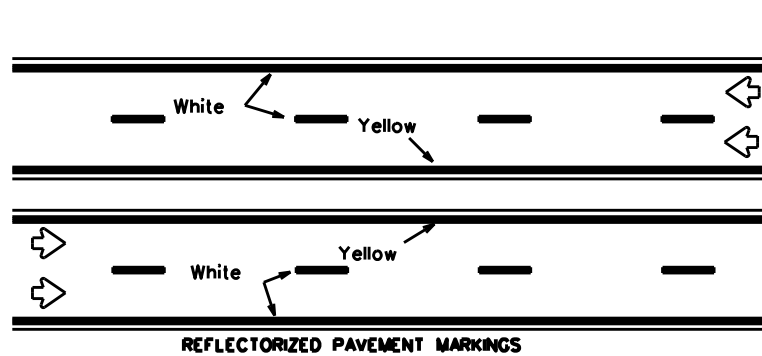 White
Yellow
Yellow
White
REFLECTORIZED PAVEMENT MARKINGS